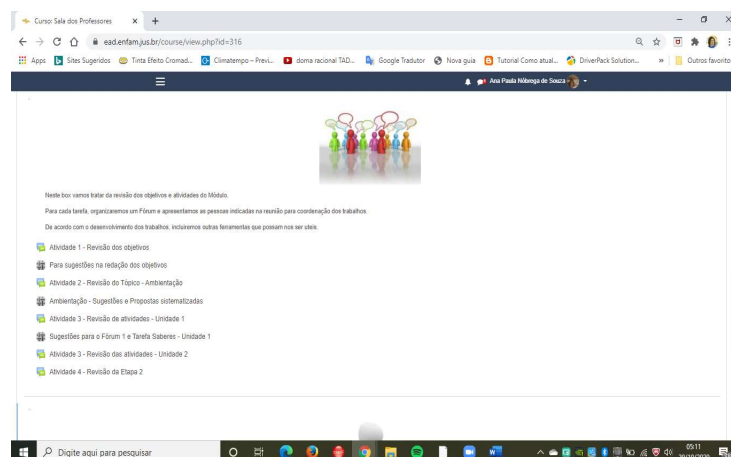 Curso: Sala dos Professores
ead.enfam.jus.br/course/view.php?id=316
Apps Sites Sugeridos Tinta Efeito Cromad... Climatempo – Previ... doma racional TAD... Google Tradutor Nova guia Tutorial Como atual... DriverPack Solution... » Outros favoritos
Ana Paula Nóbrega de Souza
Neste box vamos tratar da revisão dos objetivos e atividades do Módulo.
Para cada tarefa, organizaremos um Fórum e apresentamos as pessoas indicadas na reunião para coordenação dos trabalhos.
De acordo com o desenvolvimento dos trabalhos, incluiremos outras ferramentas que possam nos ser uteis.
Atividade 1 - Revisão dos objetivos
Para sugestões na redação dos objetivos
Atividade 2 - Revisão do Tópico - Ambientação
Ambientação - Sugestões e Propostas sistematizadas
Atividade 3 - Revisão de atividades - Unidade 1
Sugestões para o Fórum 1 e Tarefa Saberes - Unidade 1
Atividade 3 - Revisão das atividades - Unidade 2
Atividade 4 - Revisão da Etapa 2
Digite aqui para pesquisar
05:11